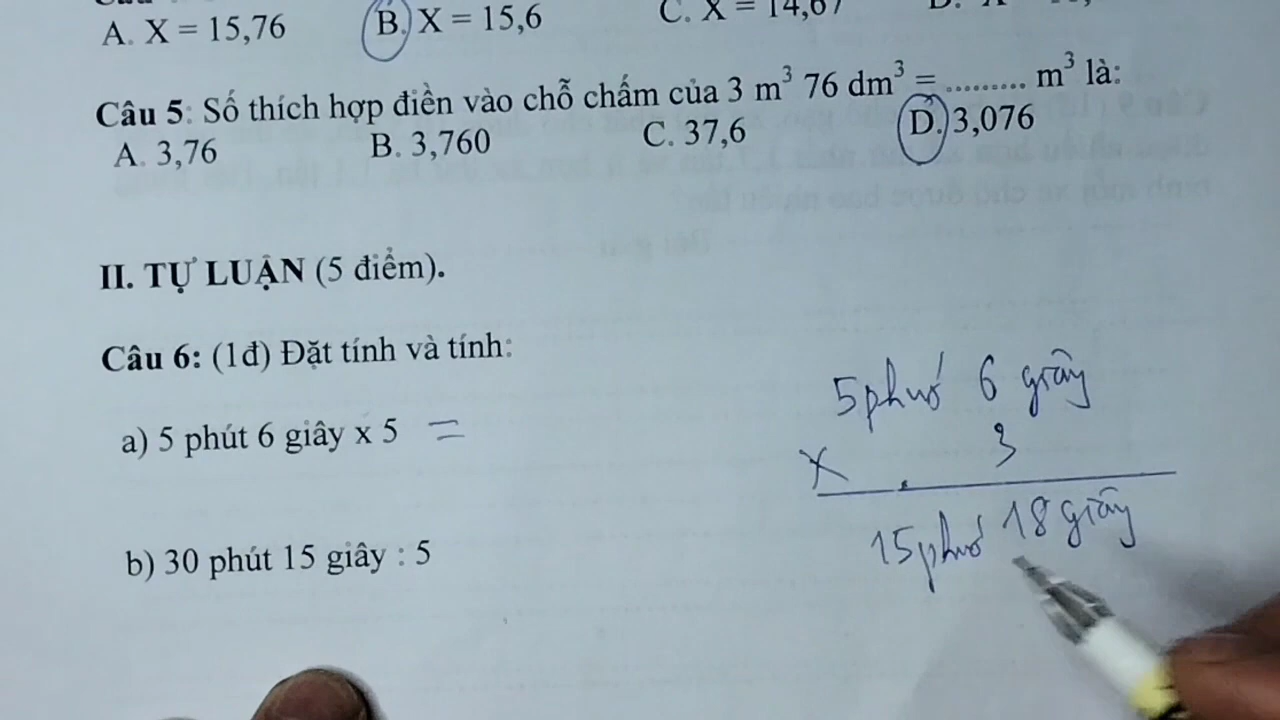 A. X = 15,76 B. X = 15,6 C. X = 14,67
Câu 5: Số thích hợp điền vào chỗ chấm của 3 m³ 76 dm³ = ......... m³ là:
A. 3,76 B. 3,760 C. 37,6 D. 3,076
II. TỰ LUẬN (5 điểm).
Câu 6: (1đ) Đặt tính và tính:
a) 5 phút 6 giây x 5 =
b) 30 phút 15 giây : 5
5 phút 6 giây
x 3
15 phút 18 giây